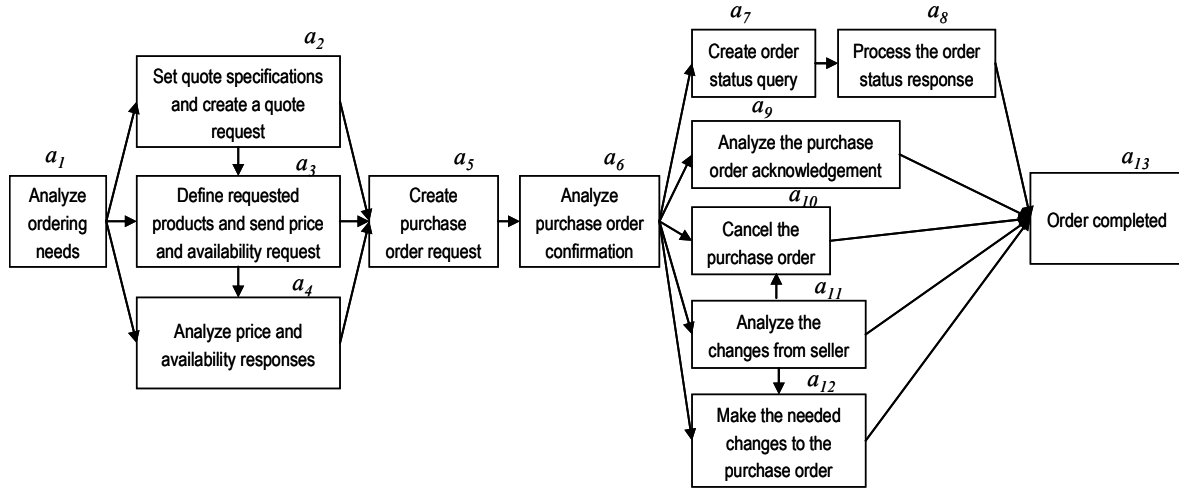 a1
Analyze
ordering
needs
a2
Set quote specifications
and create a quote
request
a3
Define requested
products and send price
and availability request
a4
Analyze price and
availability responses
a5
Create
purchase
order request
a6
Analyze
purchase order
confirmation
a7
Create order
status query
a8
Process the order
status response
a9
Analyze the purchase
order acknowledgement
a10
Cancel the
purchase order
a11
Analyze the
changes from seller
a12
Make the needed
changes to the
purchase order
a13
Order completed